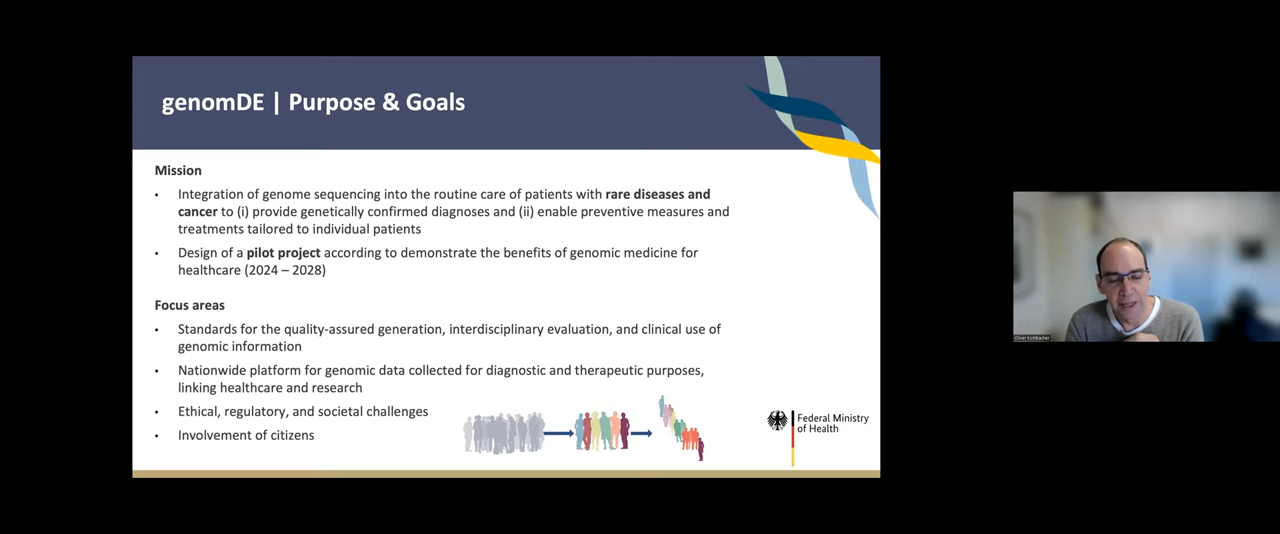 genomDE | Purpose & Goals
Mission
• Integration of genome sequencing into the routine care of patients with rare diseases and
cancer to (i) provide genetically confirmed diagnoses and (ii) enable preventive measures and
treatments tailored to individual patients
• Design of a pilot project according to demonstrate the benefits of genomic medicine for
healthcare (2024 – 2028)
Focus areas
• Standards for the quality-assured generation, interdisciplinary evaluation, and clinical use of
genomic information
• Nationwide platform for genomic data collected for diagnostic and therapeutic purposes,
linking healthcare and research
• Ethical, regulatory, and societal challenges
• Involvement of citizens
Federal Ministry
of Health
Oliver Kohlbacher